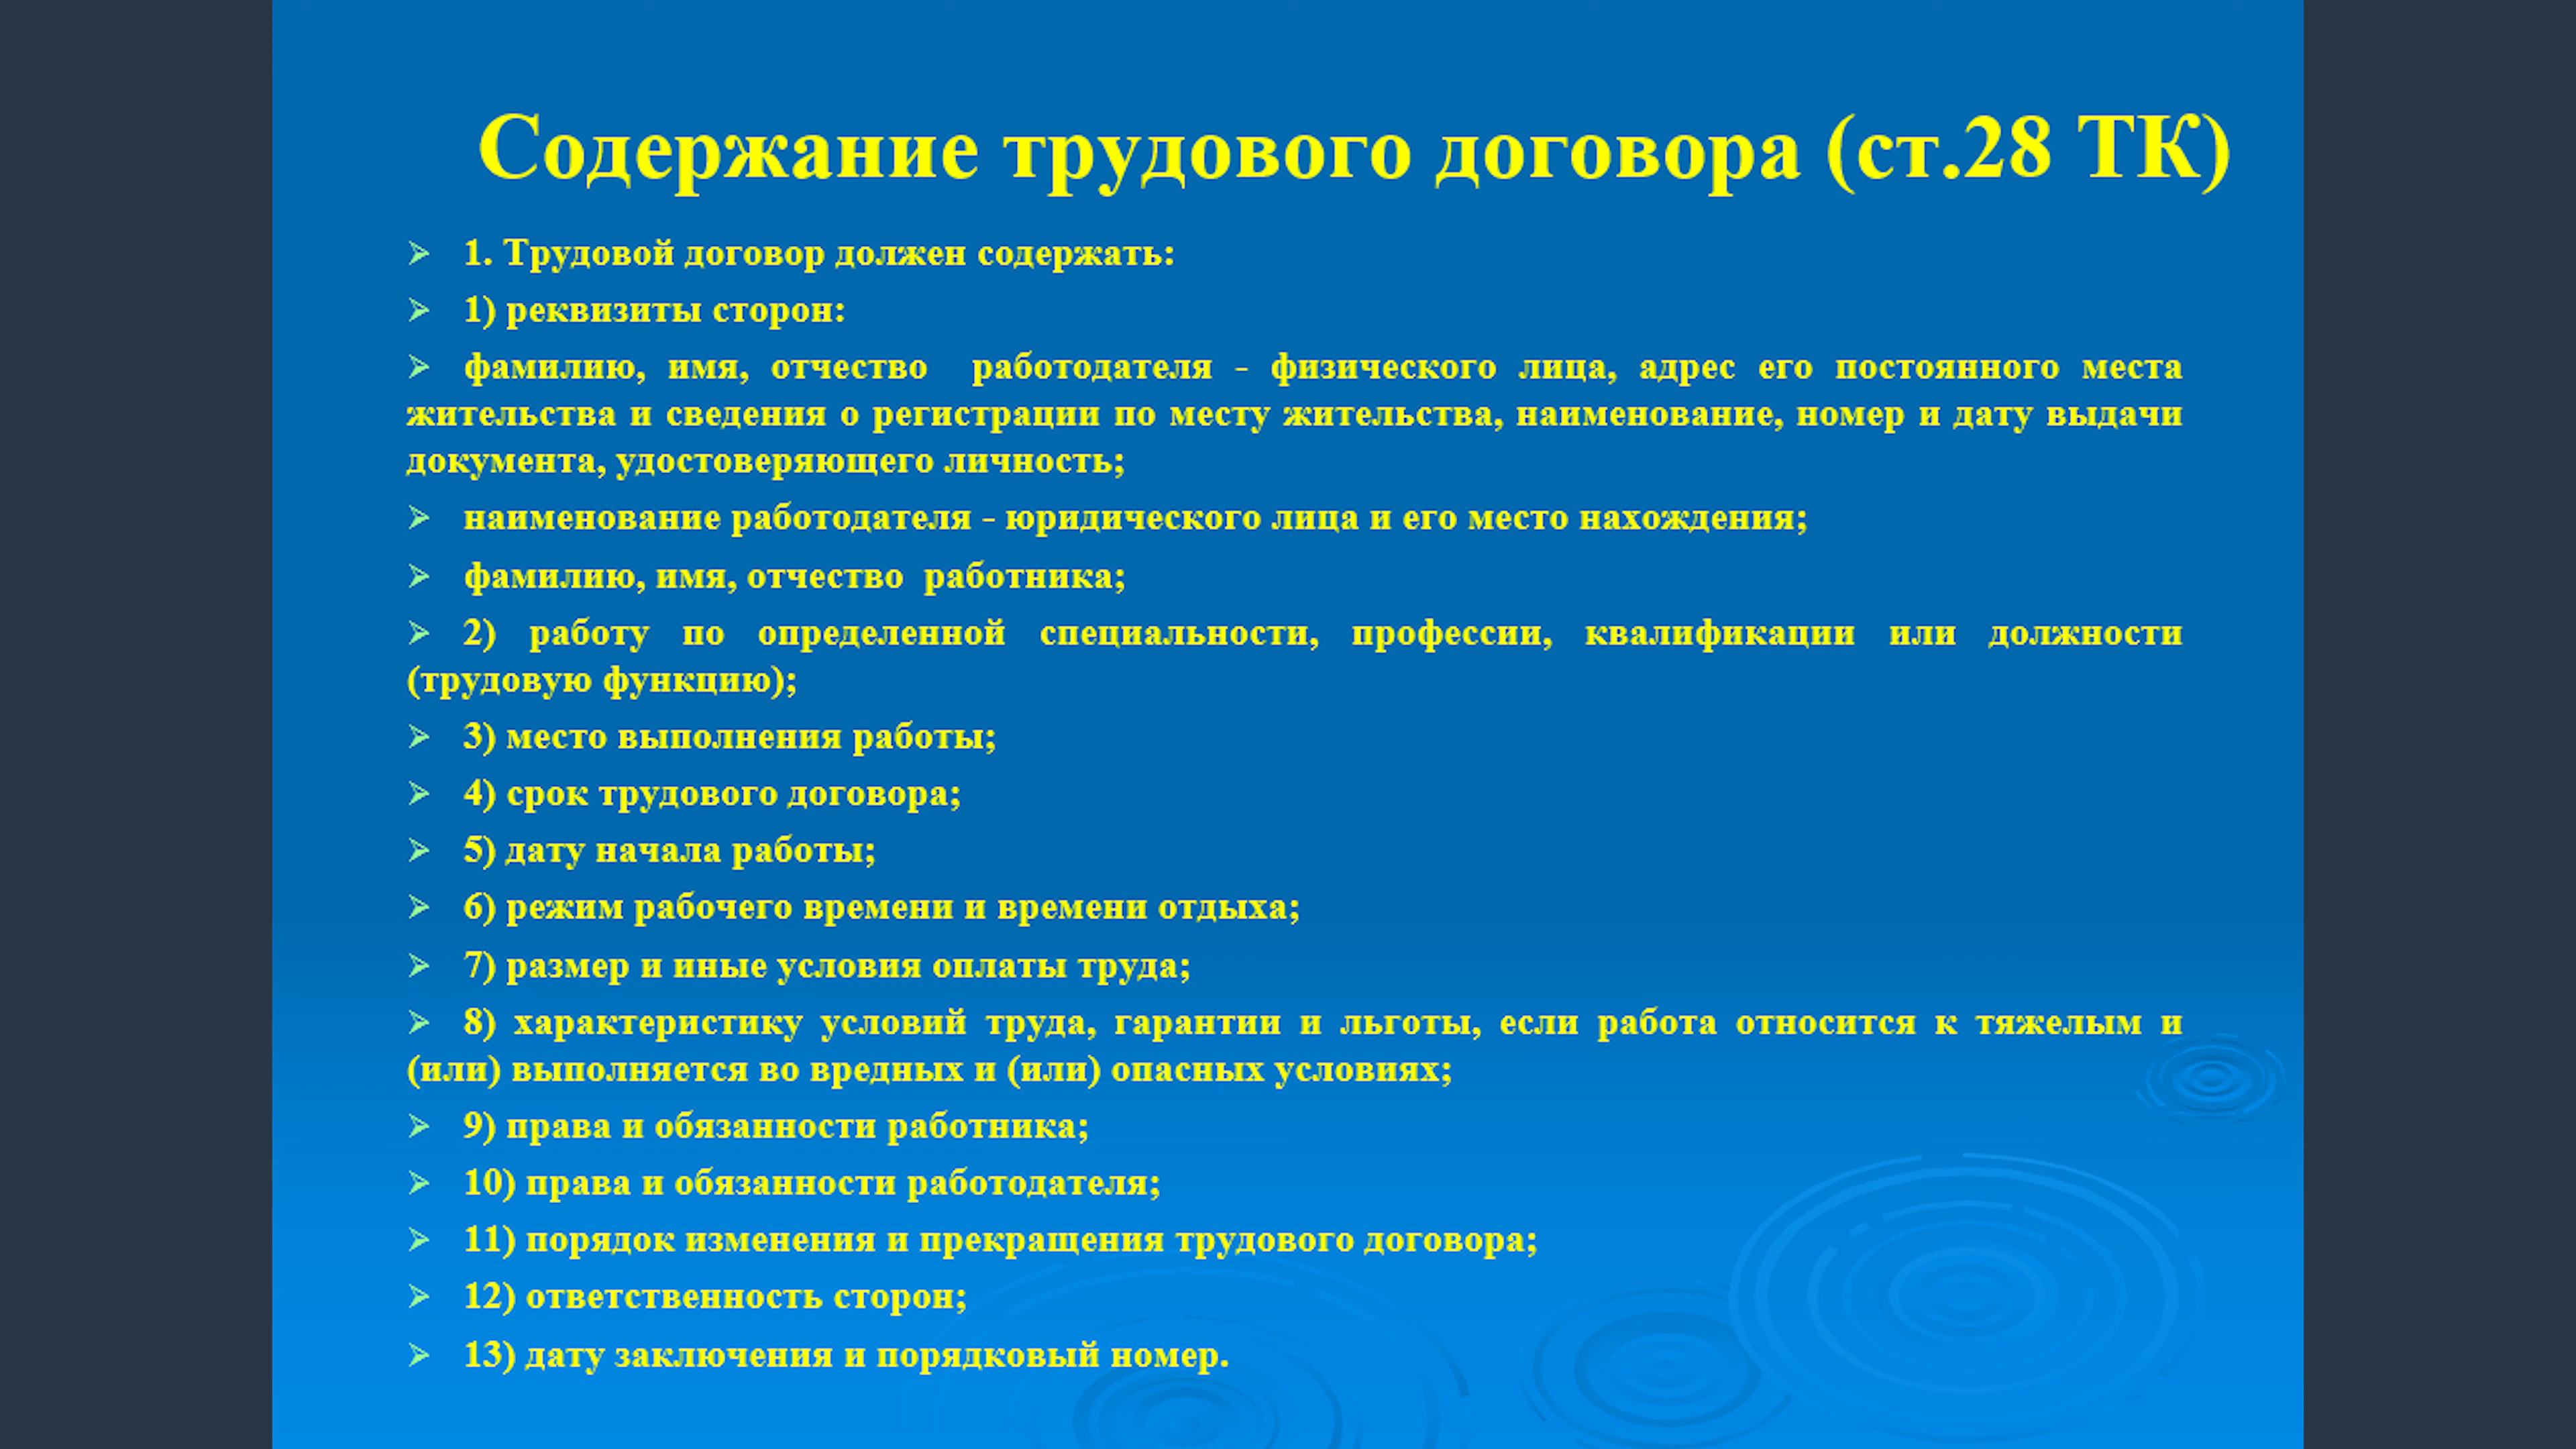 Содержание трудового договора (ст.28 ТК)
1. Трудовой договор должен содержать:
1) реквизиты сторон:
фамилию, имя, отчество работодателя - физического лица, адрес его постоянного места
жительства и сведения о регистрации по месту жительства, наименование, номер и дату выдачи
документа, удостоверяющего личность;
наименование работодателя - юридического лица и его место нахождения;
фамилию, имя, отчество работника;
2) работу по определенной специальности, профессии, квалификации или должности
(трудовую функцию);
3) место выполнения работы;
4) срок трудового договора;
5) дату начала работы;
6) режим рабочего времени и времени отдыха;
7) размер и иные условия оплаты труда;
8) характеристику условий труда, гарантии и льготы, если работа относится к тяжелым и
(или) выполняется во вредных и (или) опасных условиях;
9) права и обязанности работника;
10) права и обязанности работодателя;
11) порядок изменения и прекращения трудового договора;
12) ответственность сторон;
13) дату заключения и порядковый номер.